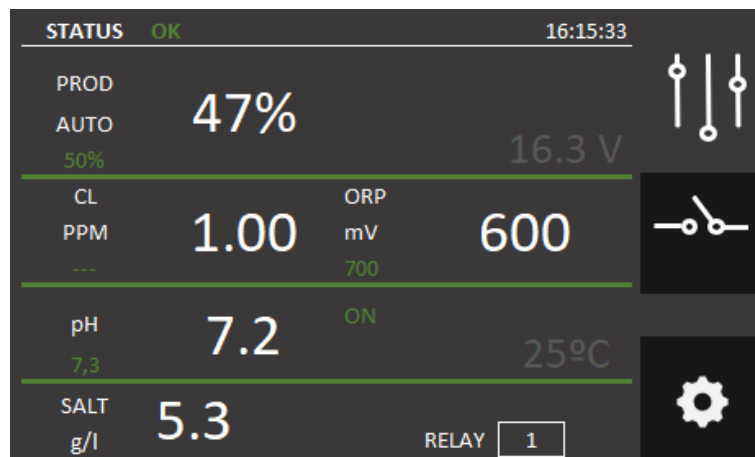 STATUS OK 16:15:33
PROD
AUTO 47%
50% 16.3 V
CL ORP
PPM 1.00 mV 600
--- 700
pH 7.2 ON
7,3 25ºC
SALT 5.3
g/l RELAY 1